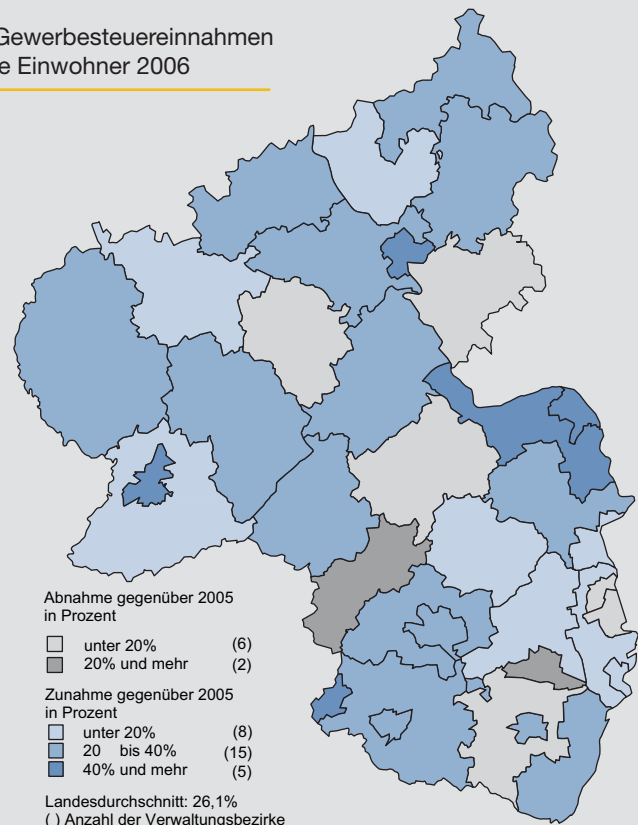 Gewerbesteuereinnahmen
e Einwohner 2006
Abnahme gegenüber 2005
in Prozent
unter 20% (6)
20% und mehr (2)
Zunahme gegenüber 2005
in Prozent
unter 20% (8)
20 bis 40% (15)
40% und mehr (5)
Landesdurchschnitt: 26,1%
( ) Anzahl der Verwaltungsbezirke